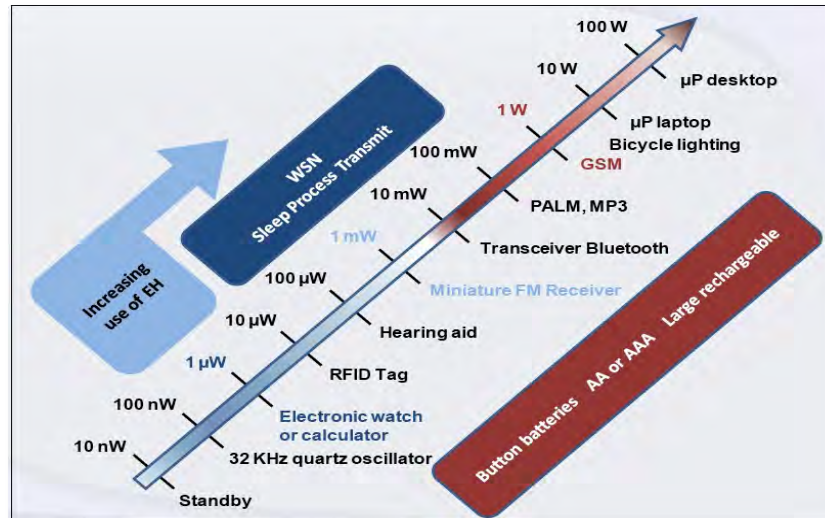 100 W
10 W
1 W
100 mW
10 mW
1 mW
100 µW
10 µW
1 µW
100 nW
10 nW
µP desktop
µP laptop
Bicycle lighting
GSM
PALM, MP3
Transceiver Bluetooth
Miniature FM Receiver
Hearing aid
RFID Tag
Electronic watch
or calculator
32 KHz quartz oscillator
Standby
WSN
Sleep Process Transmit
Increasing
use of EH
Button batteries AA or AAA Large rechargeable